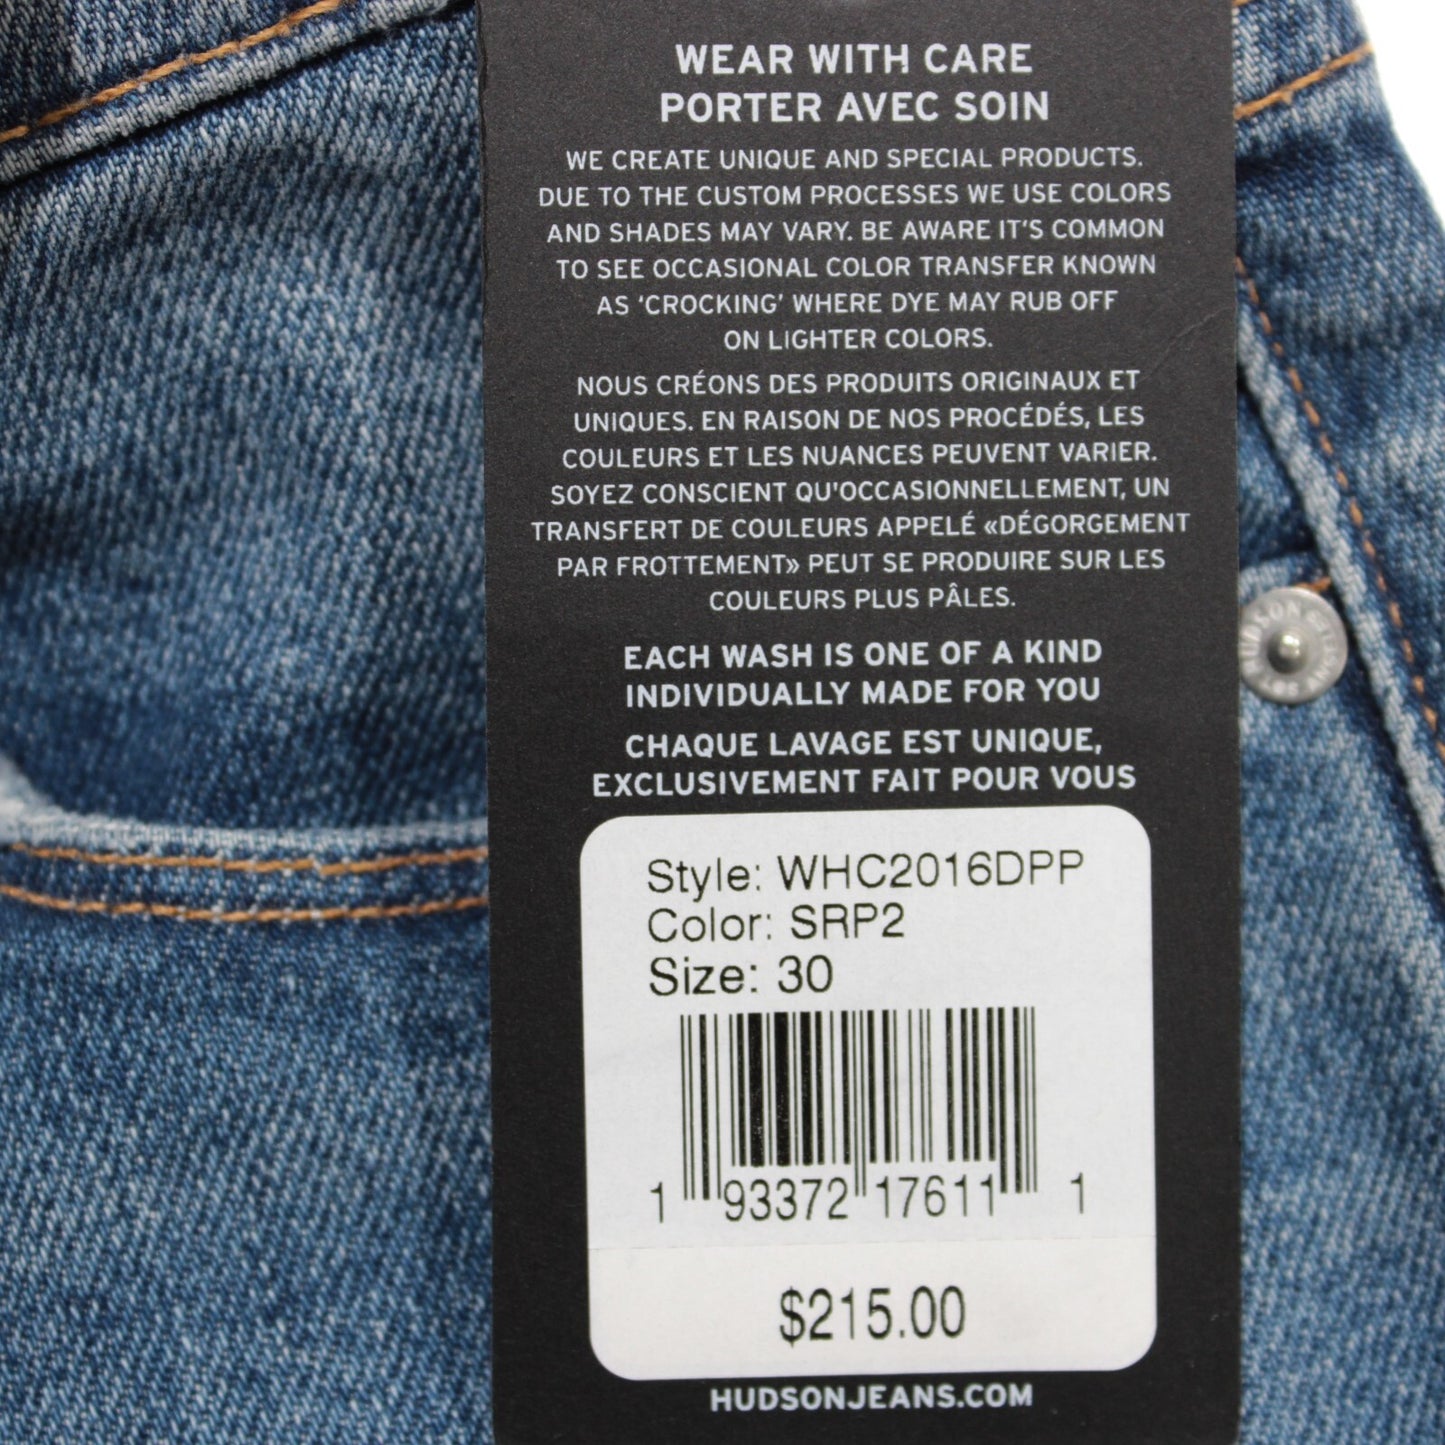 WEAR WITH CARE
PORTER AVEC SOIN
WE CREATE UNIQUE AND SPECIAL PRODUCTS.
DUE TO THE CUSTOM PROCESSES WE USE COLORS
AND SHADES MAY VARY. BE AWARE IT'S COMMON
TO SEE OCCASIONAL COLOR TRANSFER KNOWN
AS ‘CROCKING’ WHERE DYE MAY RUB OFF
ON LIGHTER COLORS.
NOUS CRÉONS DES PRODUITS ORIGINAUX ET
UNIQUES. EN RAISON DE NOS PROCÉDÉS, LES
COULEURS ET LES NUANCES PEUVENT VARIER.
SOYEZ CONSCIENT QU'OCCASIONNELLEMENT, UN
TRANSFERT DE COULEURS APPELÉ «DÉGORGEMENT
PAR FROTTEMENT» PEUT SE PRODUIRE SUR LES
COULEURS PLUS PÂLES.
EACH WASH IS ONE OF A KIND
INDIVIDUALLY MADE FOR YOU
CHAQUE LAVAGE EST UNIQUE,
EXCLUSIVEMENT FAIT POUR VOUS
Style: WHC2016DPP
Color: SRP2
Size: 30
1 93372 17611 1
$215.00
HUDSONJEANS.COM
HUDSON